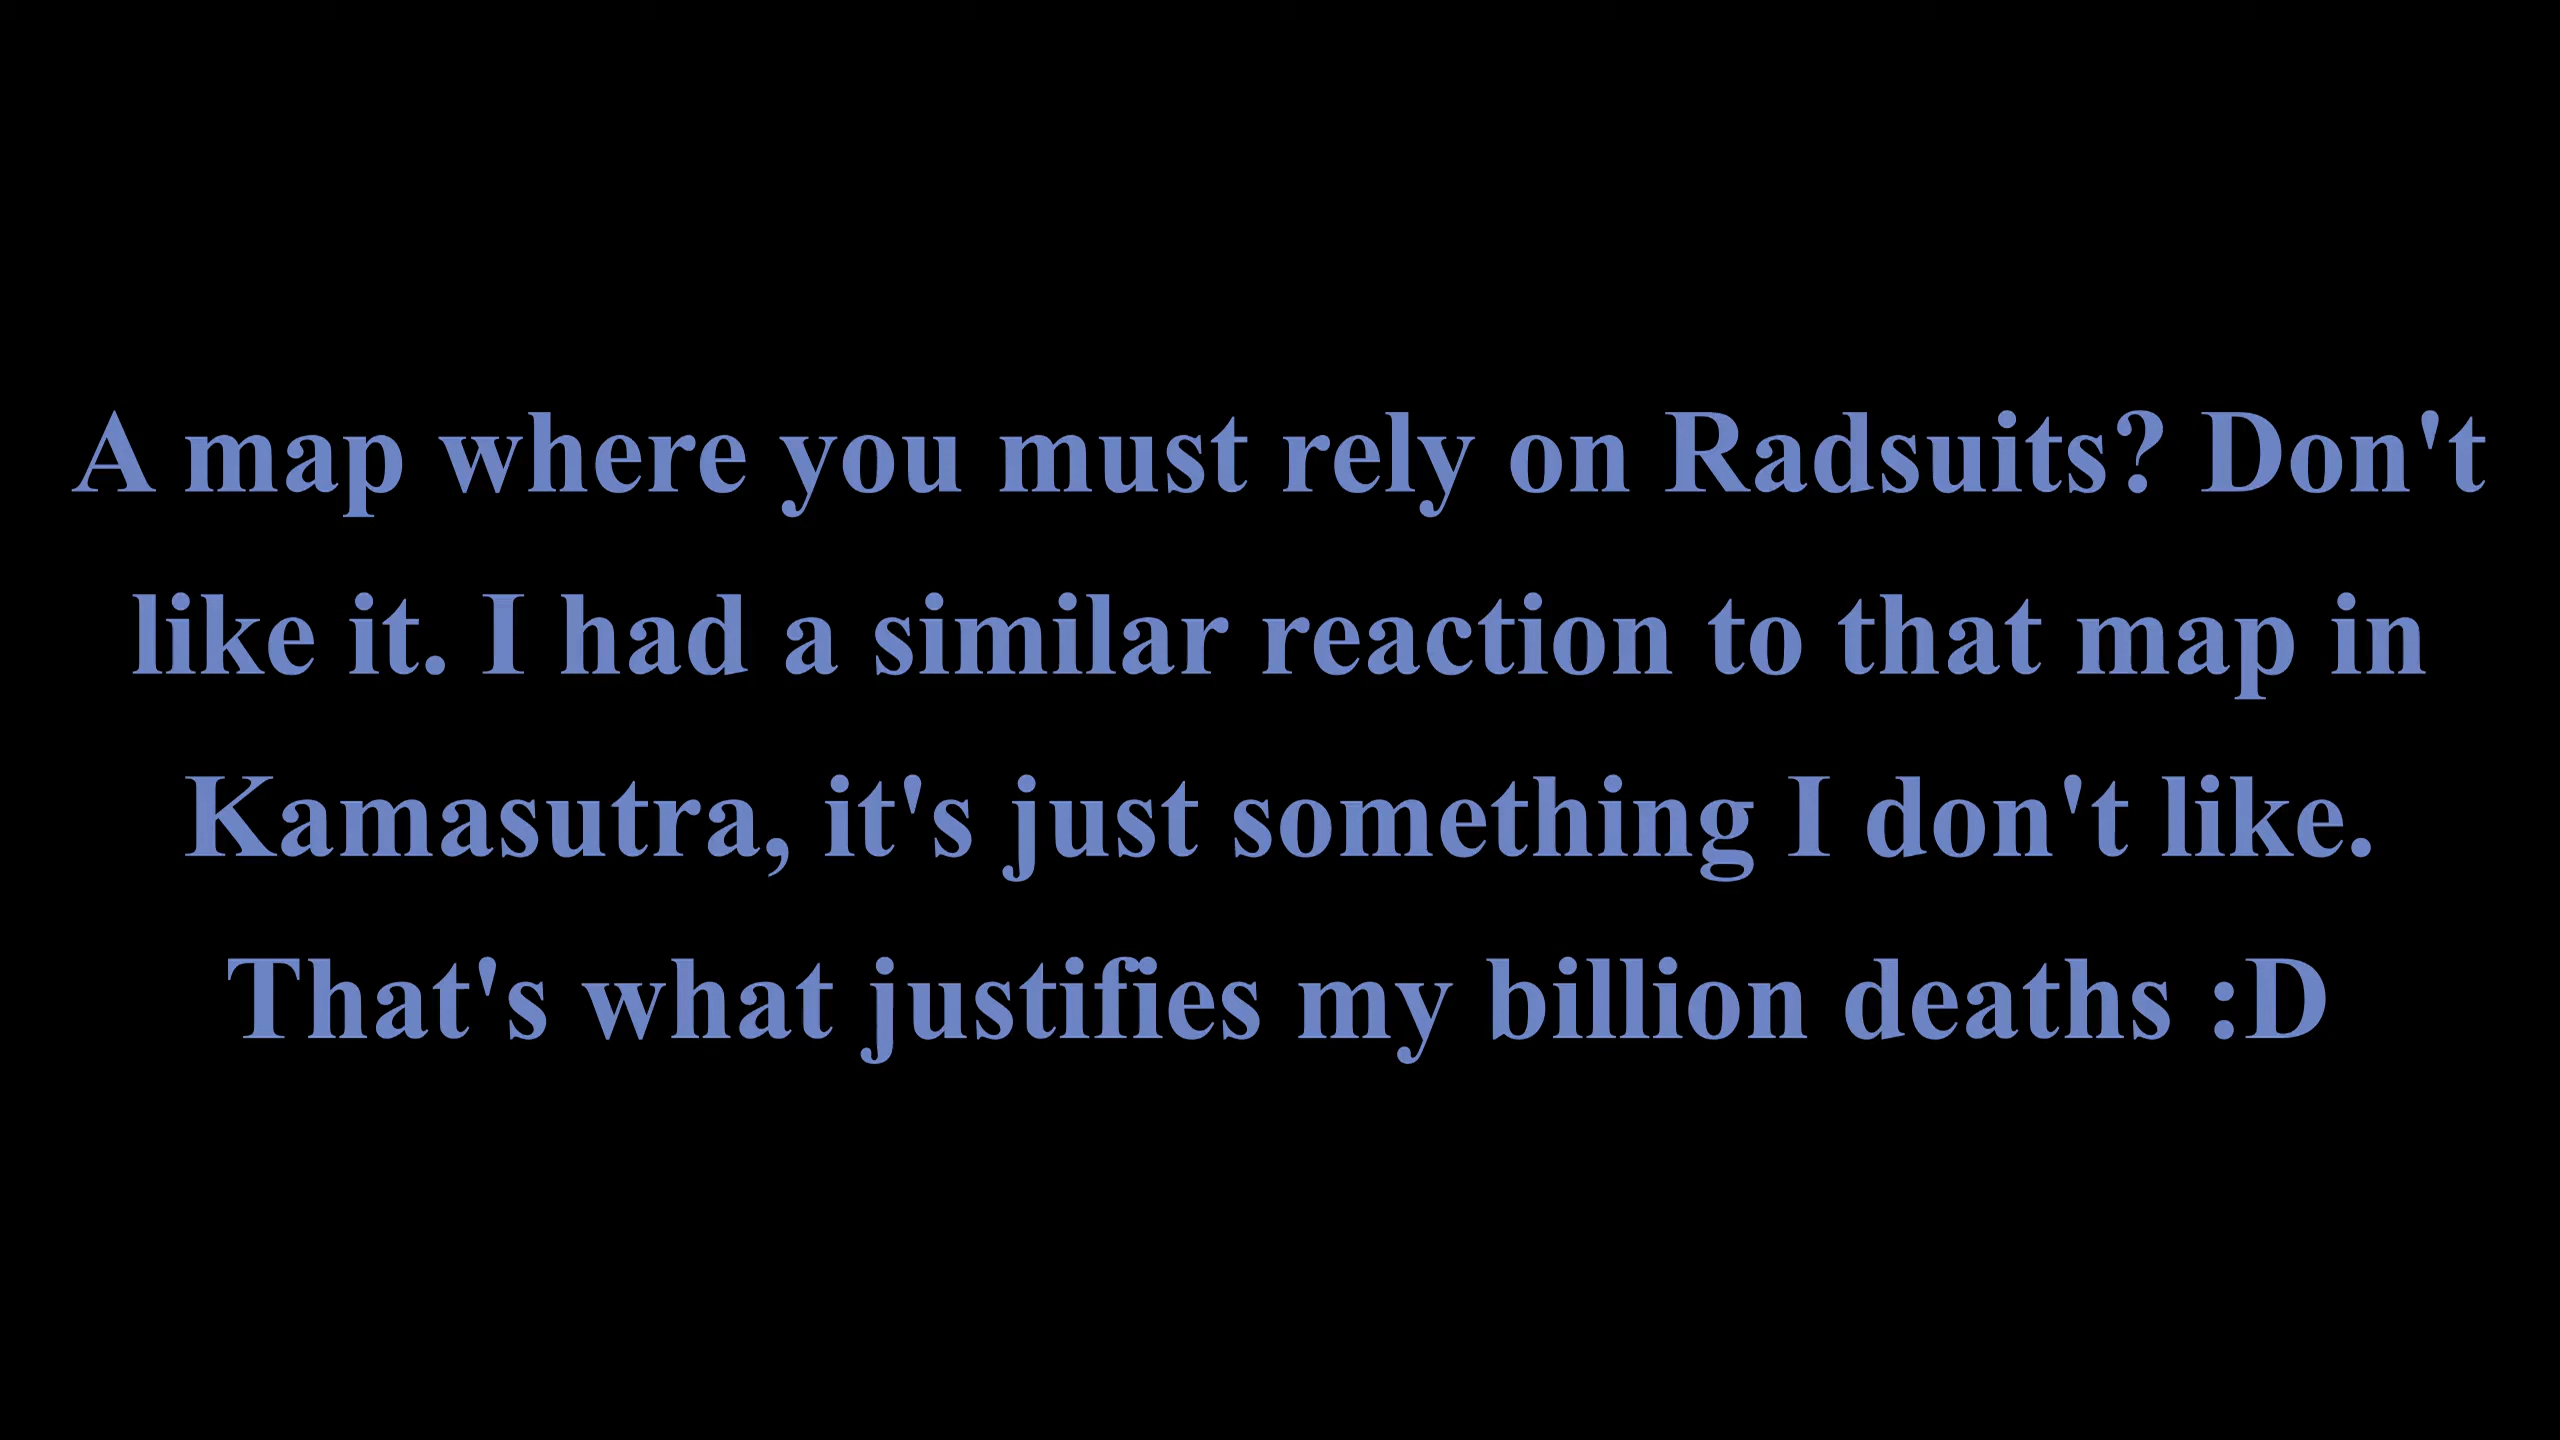 A map where you must rely on Radsuits? Don't
like it. I had a similar reaction to that map in
Kamasutra, it's just something I don't like.
That's what justifies my billion deaths :D